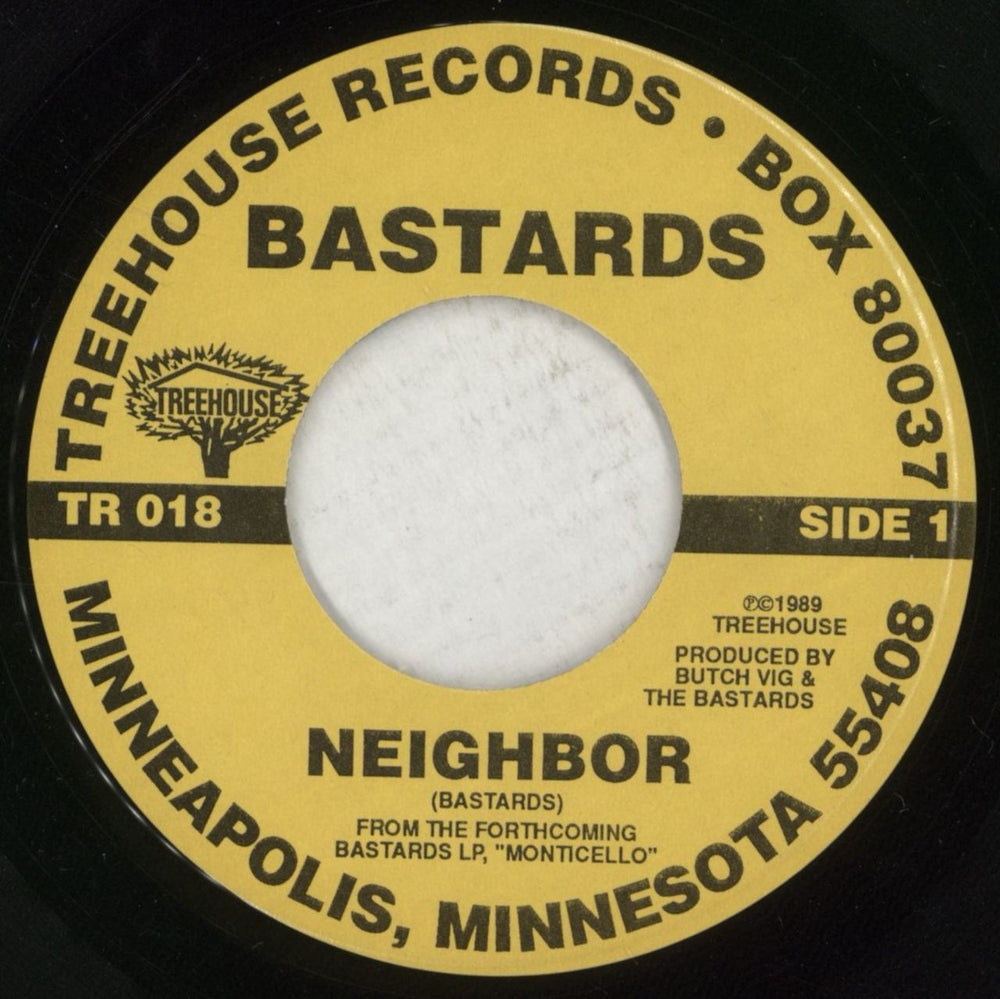 TREEHOUSE RECORDS • BOX 80037
BASTARDS
TREEHOUSE
TR 018
SIDE 1
℗©1989
TREEHOUSE
PRODUCED BY
BUTCH VIG &
THE BASTARDS
NEIGHBOR
(BASTARDS)
FROM THE FORTHCOMING
BASTARDS LP, "MONTICELLO"
MINNEAPOLIS, MINNESOTA 55408